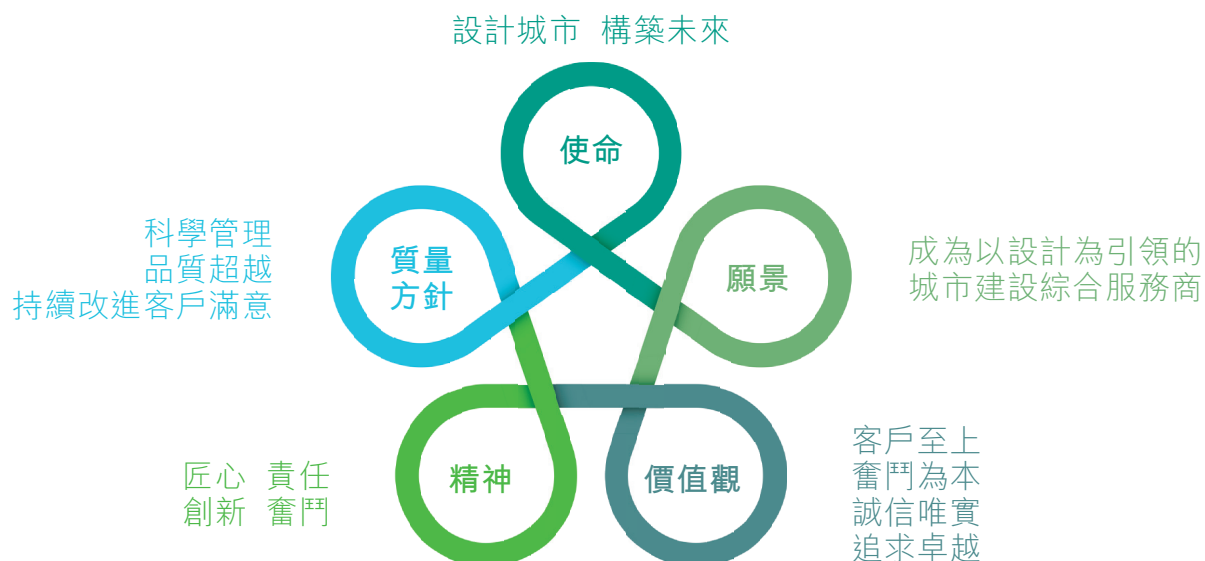 設計城市 構築未來
使命
科學管理
品質超越
持續改進客戶滿意
質量
方針
願景
成為以設計為引領的
城市建設綜合服務商
匠心 責任
創新 奮鬥
精神
價值觀
客戶至上
奮鬥為本
誠信唯實
追求卓越